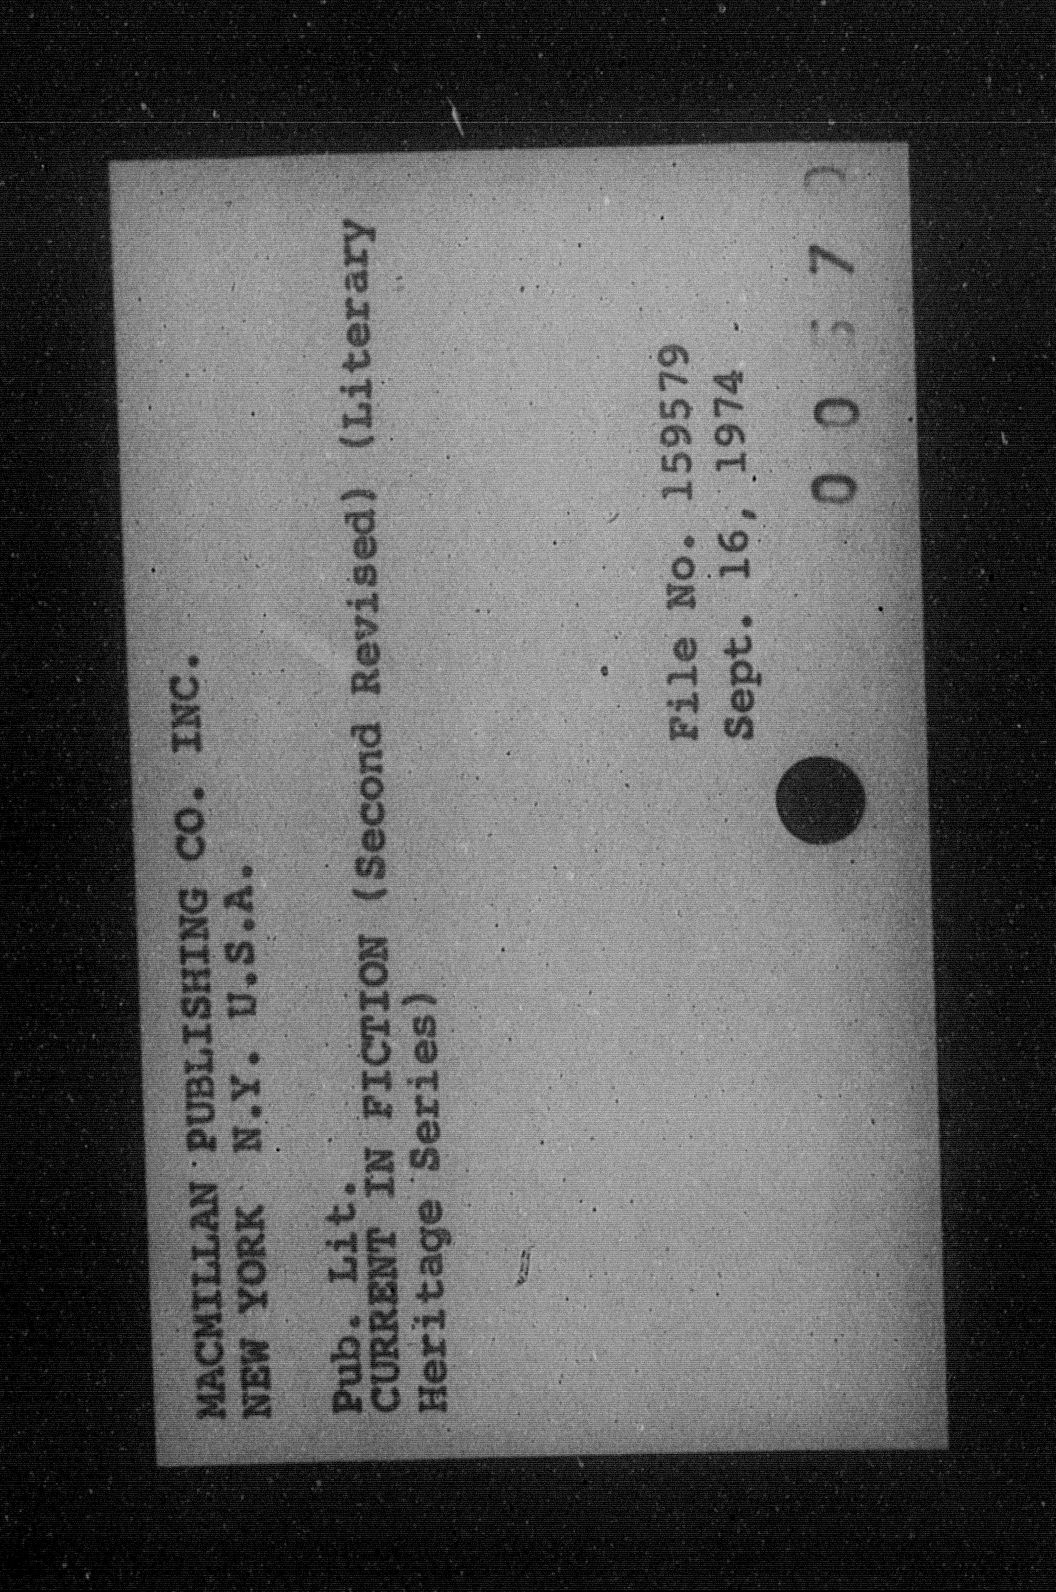 MACMILLAN PUBLISHING CO. INC.
NEW YORK N.Y. U.S.A.
Pub. Lit.
CURRENT IN FICTION (Second Revised) (Literary
Heritage Series)
File No. 159579
Sept. 16, 1974